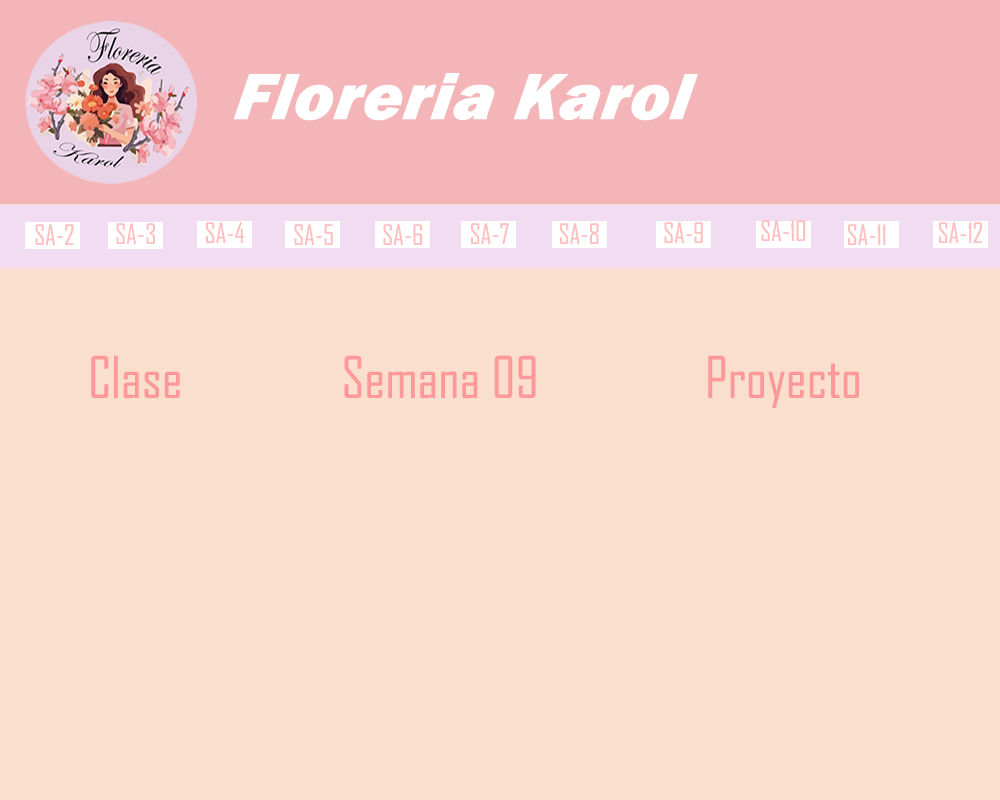 Floreria
Karol
Floreria Karol
SA-2 SA-3 SA-4 SA-5 SA-6 SA-7 SA-8 SA-9 SA-10 SA-11 SA-12
Clase Semana 09 Proyecto